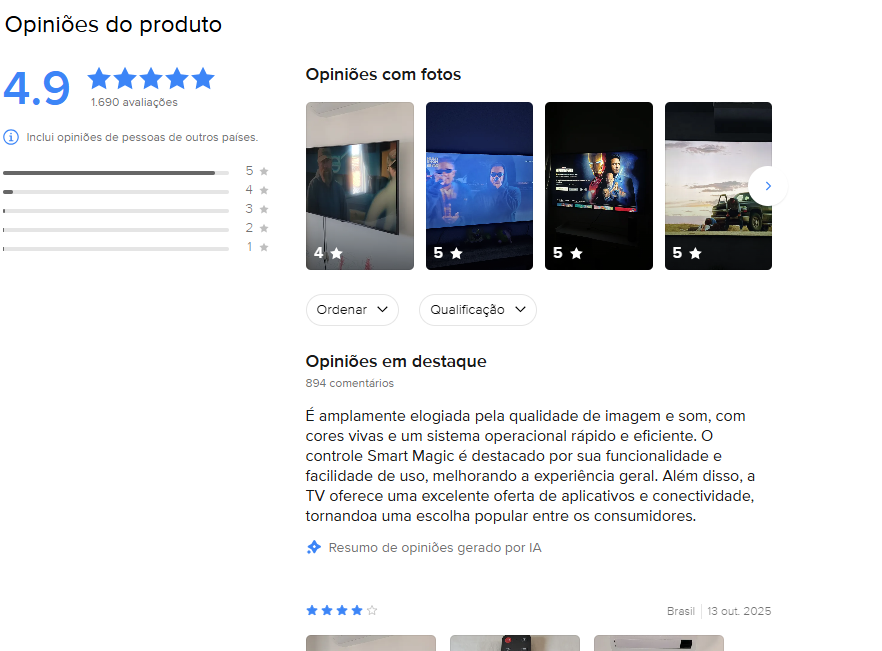 Opiniões do produto
4.9
1.690 avaliações
Inclui opiniões de pessoas de outros países.
5
4
3
2
1
Opiniões com fotos
4
5
5
5
Ordenar
Qualificação
Opiniões em destaque
894 comentários
É amplamente elogiada pela qualidade de imagem e som, com
cores vivas e um sistema operacional rápido e eficiente. O
controle Smart Magic é destacado por sua funcionalidade e
facilidade de uso, melhorando a experiência geral. Além disso, a
TV oferece uma excelente oferta de aplicativos e conectividade,
tornandoa uma escolha popular entre os consumidores.
Resumo de opiniões gerado por IA
Brasil
13 out. 2025